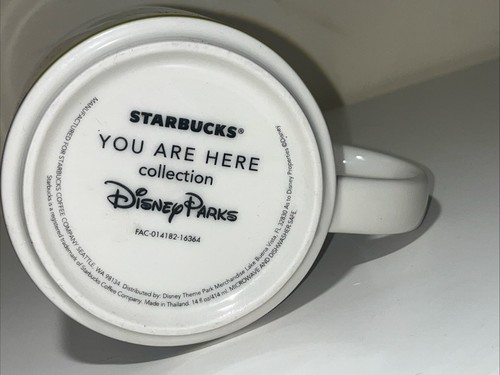 STARBUCKS®
YOU ARE HERE
collection
Disney PARKS
FAC-014182-16364
MANUFACTURED FOR STARBUCKS COFFEE COMPANY SEATTLE, WA 98134. Distributed by: Disney Theme Park Merchandise Lake Buena Vista, FL 32830 As to Disney Properties ©Disney
Starbucks is a registered trademark of Starbucks Coffee Company. Made in Thailand. 14 fl oz/414 mL MICROWAVE AND DISHWASHER SAFE.